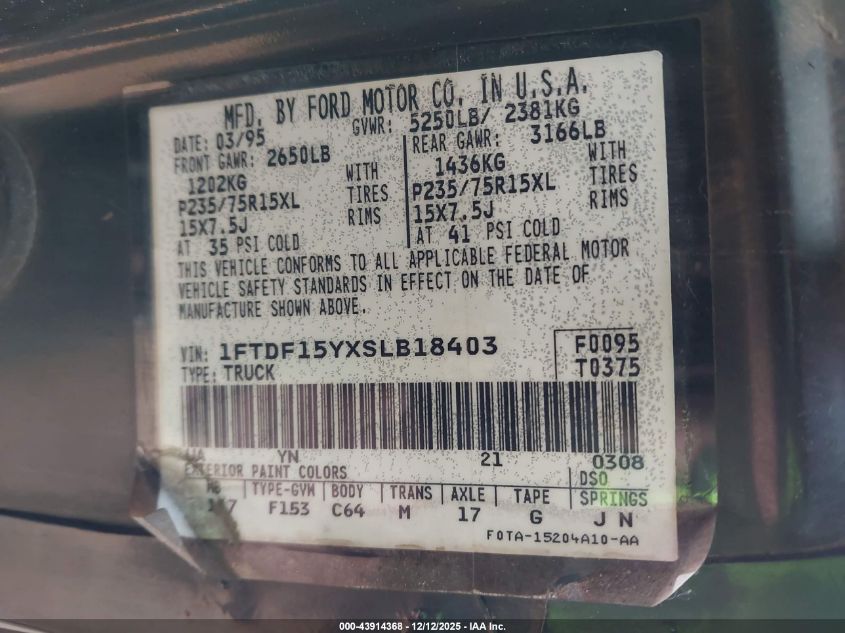 MFD. BY FORD MOTOR CO. IN U.S.A.
DATE: 03/95 GVWR: 5250LB/ 2381KG
FRONT GAWR: 2650LB REAR GAWR: 3166LB
1202KG WITH 1436KG WITH
P235/75R15XL TIRES P235/75R15XL TIRES
15X7.5J RIMS 15X7.5J RIMS
AT 35 PSI COLD AT 41 PSI COLD
THIS VEHICLE CONFORMS TO ALL APPLICABLE FEDERAL MOTOR
VEHICLE SAFETY STANDARDS IN EFFECT ON THE DATE OF
MANUFACTURE SHOWN ABOVE.
VIN: 1FTDF15YXSLB18403 F0095
TYPE: TRUCK T0375
YN 21 0308
EXTERIOR PAINT COLORS DSO
WB TYPE-GVW BODY TRANS AXLE TAPE SPRINGS
F153 C64 M 17 G J N
F0TA-15204A10-AA
000-43914368 - 12/12/2025 - IAA Inc.